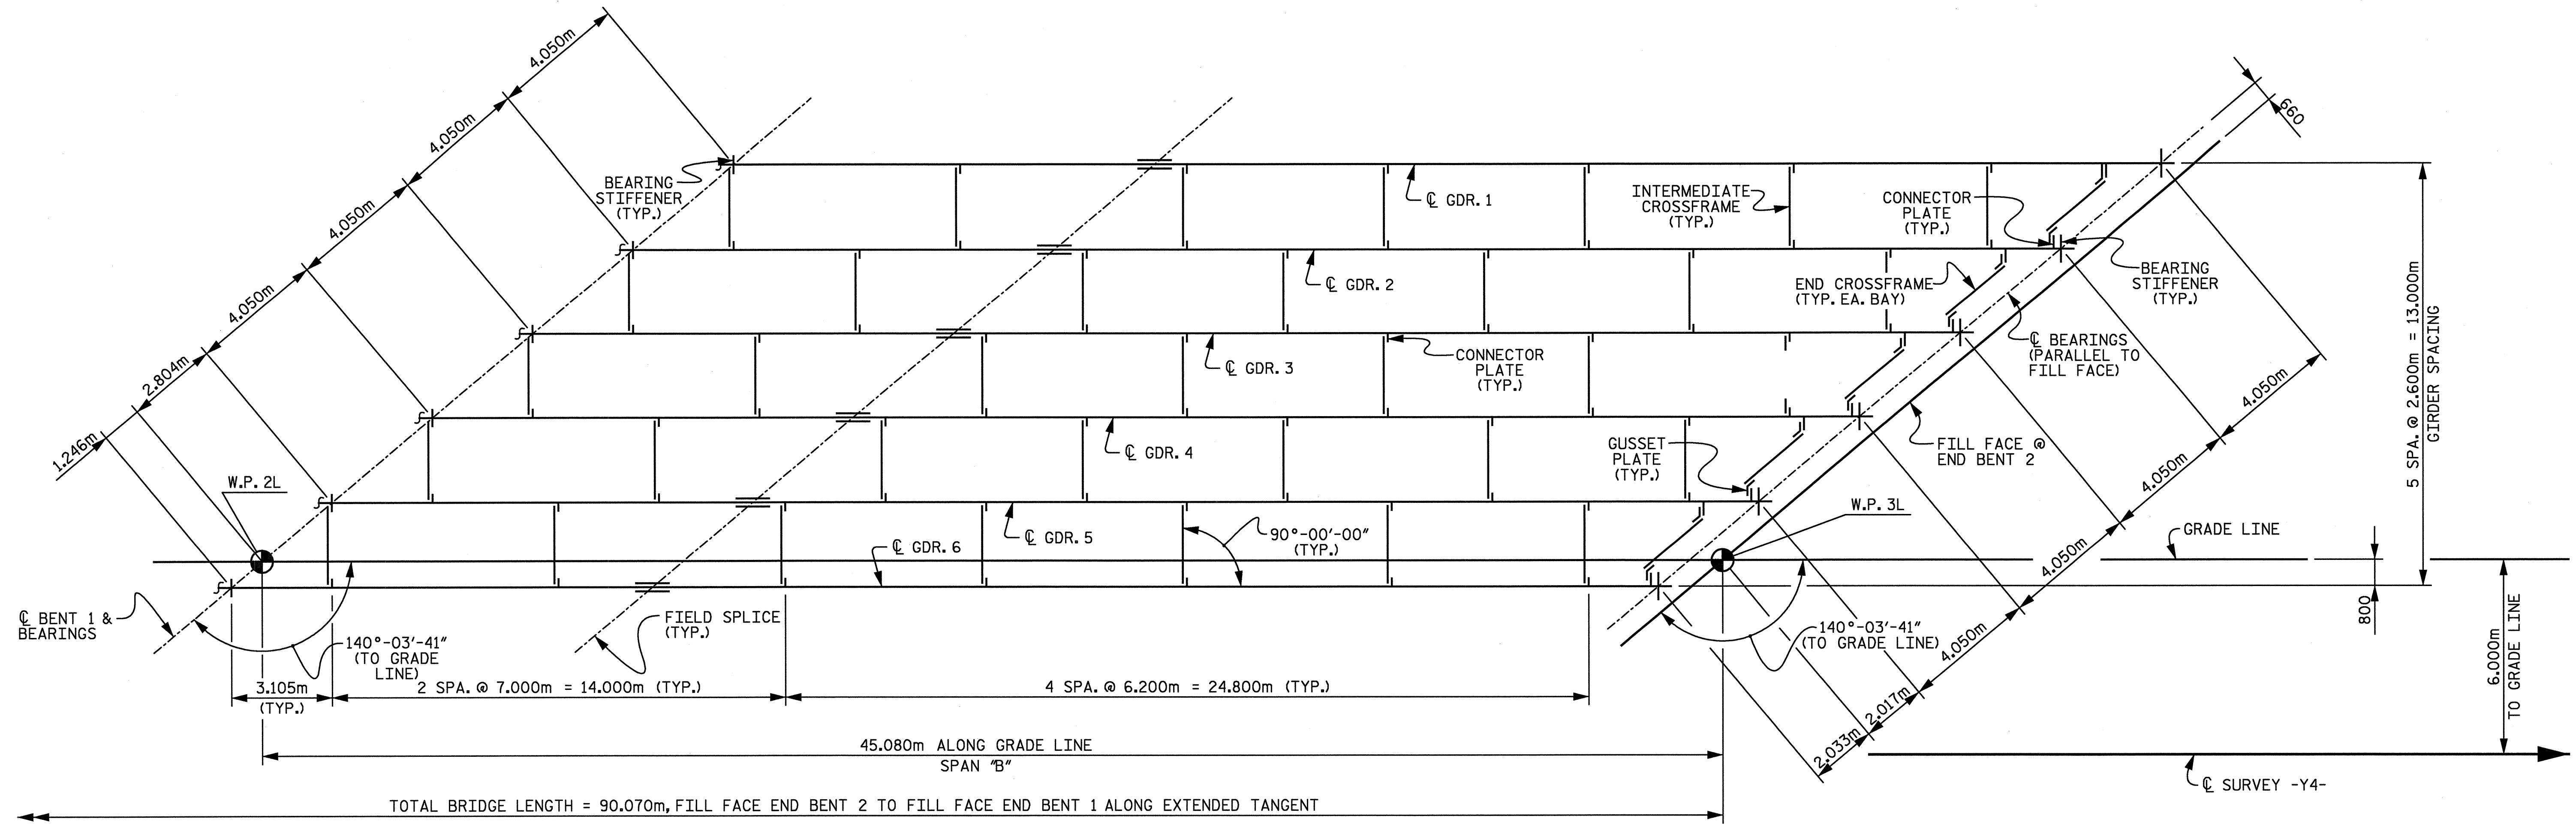 4.050m
4.050m
4.050m
4.050m
2.804m
1.246m
660
BEARING
STIFFENER
(TYP.)
℄ GDR. 1
INTERMEDIATE
CROSSFRAME
(TYP.)
CONNECTOR
PLATE
(TYP.)
℄ GDR. 2
END CROSSFRAME
(TYP. EA. BAY)
BEARING
STIFFENER
(TYP.)
℄ GDR. 3
CONNECTOR
PLATE
(TYP.)
℄ BEARINGS
(PARALLEL TO
FILL FACE)
5 SPA. @ 2.600m = 13.000m
GIRDER SPACING
℄ GDR. 4
GUSSET
PLATE
(TYP.)
FILL FACE @
END BENT 2
4.050m
4.050m
4.050m
4.050m
2.017m
2.033m
W.P. 2L
W.P. 3L
℄ GDR. 5
90°-00'-00"
(TYP.)
℄ GDR. 6
GRADE LINE
800
6.000m
TO GRADE LINE
℄ BENT 1 &
BEARINGS
140°-03'-41"
(TO GRADE
LINE)
FIELD SPLICE
(TYP.)
140°-03'-41"
(TO GRADE LINE)
3.105m
(TYP.)
2 SPA. @ 7.000m = 14.000m (TYP.)
4 SPA. @ 6.200m = 24.800m (TYP.)
45.080m ALONG GRADE LINE
SPAN "B"
℄ SURVEY -Y4-
TOTAL BRIDGE LENGTH = 90.070m, FILL FACE END BENT 2 TO FILL FACE END BENT 1 ALONG EXTENDED TANGENT